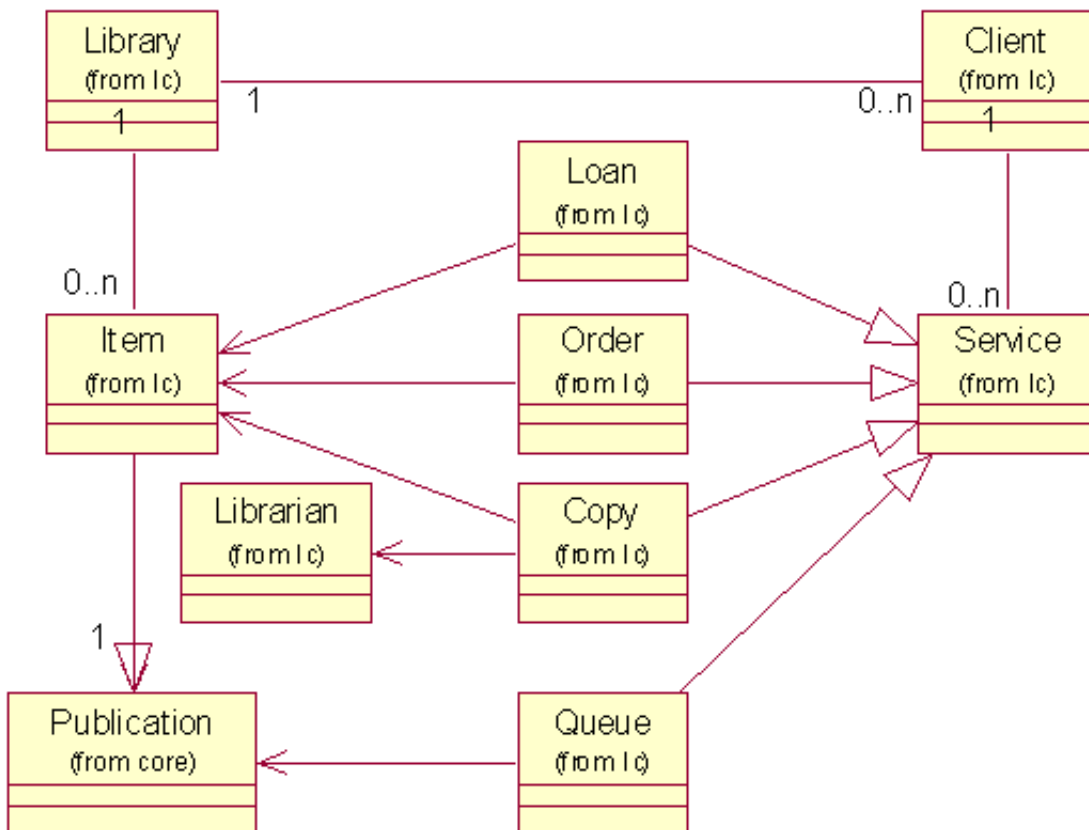 Library
(from lc)
1
1
0..n
Client
(from lc)
1
Loan
(from lc)
0..n
Item
(from lc)
Order
(from lc)
0..n
Service
(from lc)
Librarian
(from lc)
Copy
(from lc)
1
Publication
(from core)
Queue
(from lc)